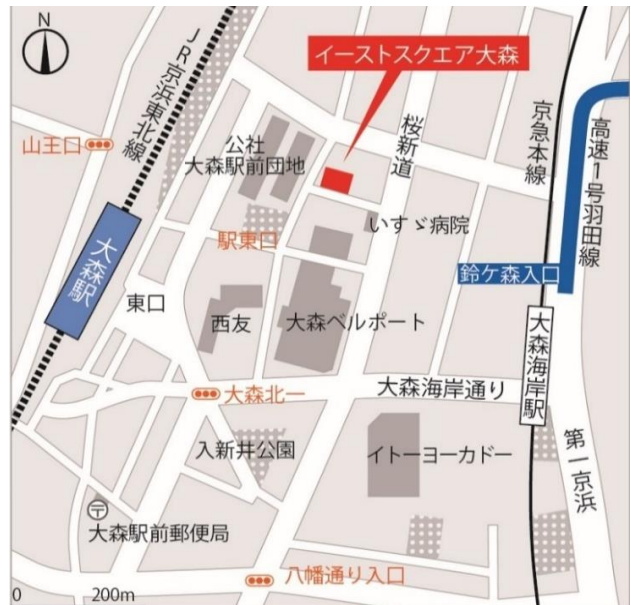 N
イーストスクエア大森
JR京浜東北線
山王口
公社
大森駅前団地
桜新道
京急本線
高速1号羽田線
大森駅
駅東口
いすゞ病院
鈴ケ森入口
東口
西友
大森ベルポート
大森海岸駅
大森北一
大森海岸通り
入新井公園
イトーヨーカドー
第一京浜
〒
大森駅前郵便局
八幡通り入口
0 200m